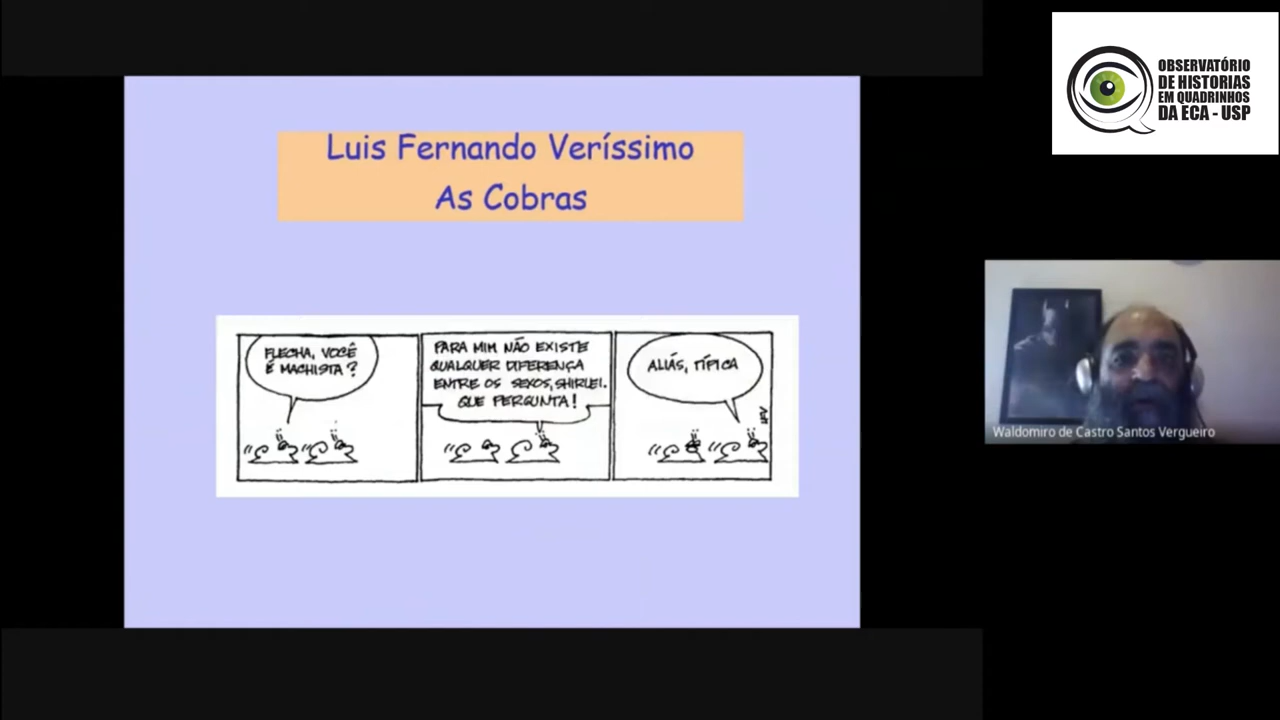 Luis Fernando Veríssimo
As Cobras
FLECHA, VOCÊ
É MACHISTA?
PARA MIM NÃO EXISTE
QUALQUER DIFERENÇA
ENTRE OS SEXOS, SHIRLEI.
QUE PERGUNTA!
ALIÁS, TÍPICA
OBSERVATÓRIO
DE HISTORIAS
EM QUADRINHOS
DA ECA - USP
Waldomiro de Castro Santos Vergueiro